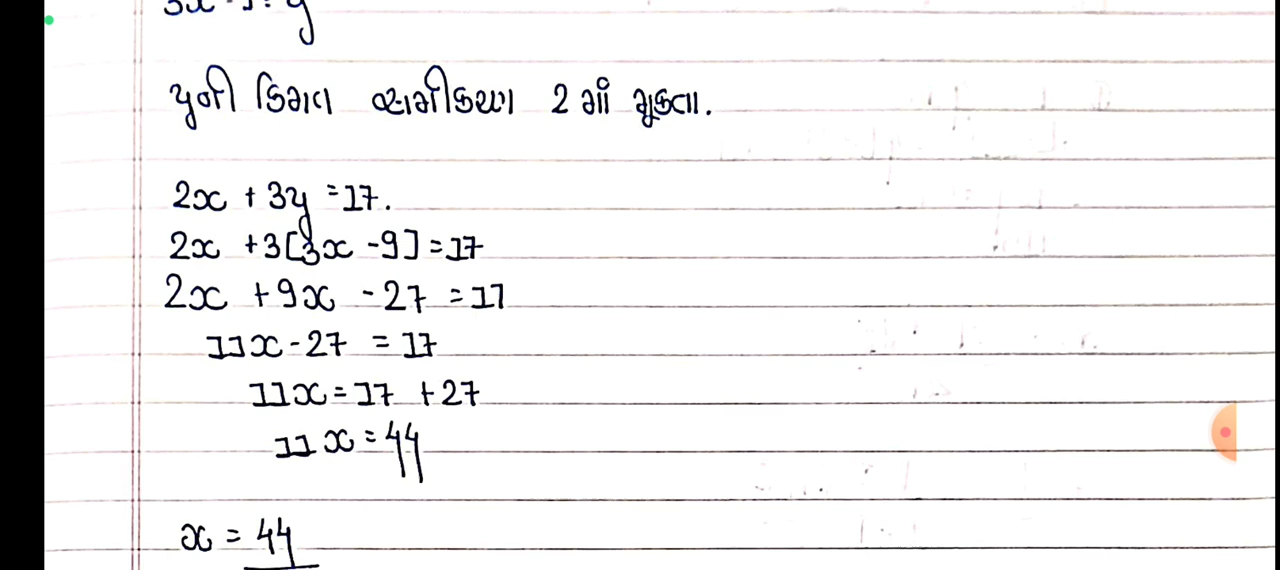 yની કિંમત સમીકરણ 2 માં મુકતા.
2x + 3y = 17.
2x + 3[3x - 9] = 17
2x + 9x - 27 = 17
11x - 27 = 17
11x = 17 + 27
11x = 44
x = 44